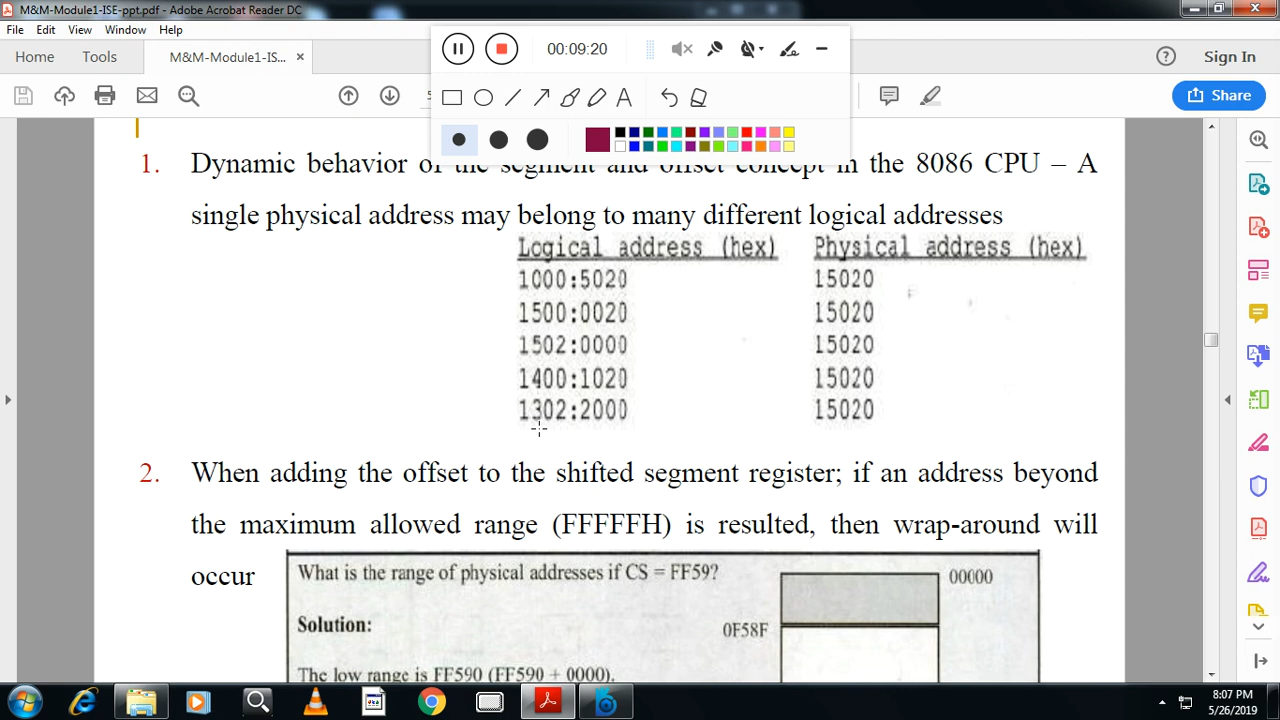 M&M-Module1-ISE-ppt.pdf - Adobe Acrobat Reader DC
File Edit View Window Help
00:09:20
Home Tools M&M-Module1-IS... × Sign In
A
Share
1. Dynamic behavior of the segment and offset concept in the 8086 CPU – A
single physical address may belong to many different logical addresses
Logical address (hex) Physical address (hex)
1000:5020 15020
1500:0020 15020
1502:0000 15020
1400:1020 15020
1302:2000 15020
2. When adding the offset to the shifted segment register; if an address beyond
the maximum allowed range (FFFFFH) is resulted, then wrap-around will
occur
What is the range of physical addresses if CS = FF59?
00000
Solution:
0F58F
The low range is FF590 (FF590 + 0000).
8:07 PM
5/26/2019